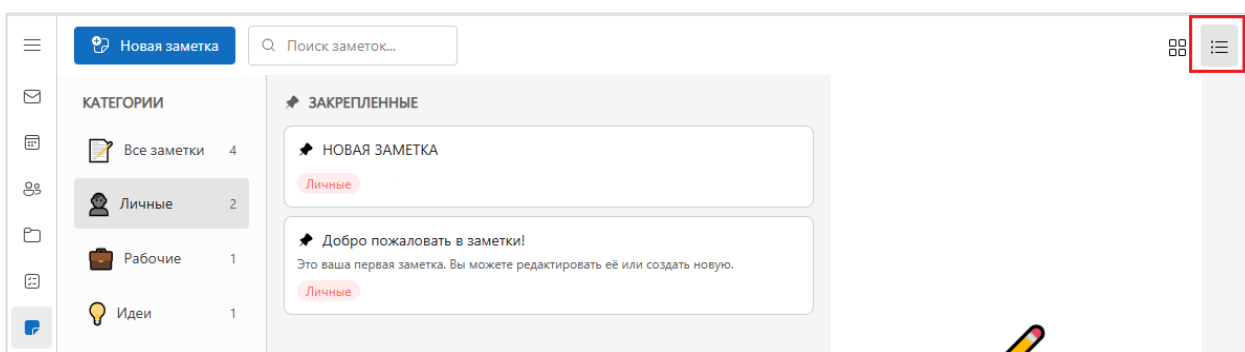 Новая заметка
Поиск заметок...
КАТЕГОРИИ
Все заметки 4
Личные 2
Рабочие 1
Идеи 1
ЗАКРЕПЛЕННЫЕ
НОВАЯ ЗАМЕТКА
Личные
Добро пожаловать в заметки!
Это ваша первая заметка. Вы можете редактировать её или создать новую.
Личные